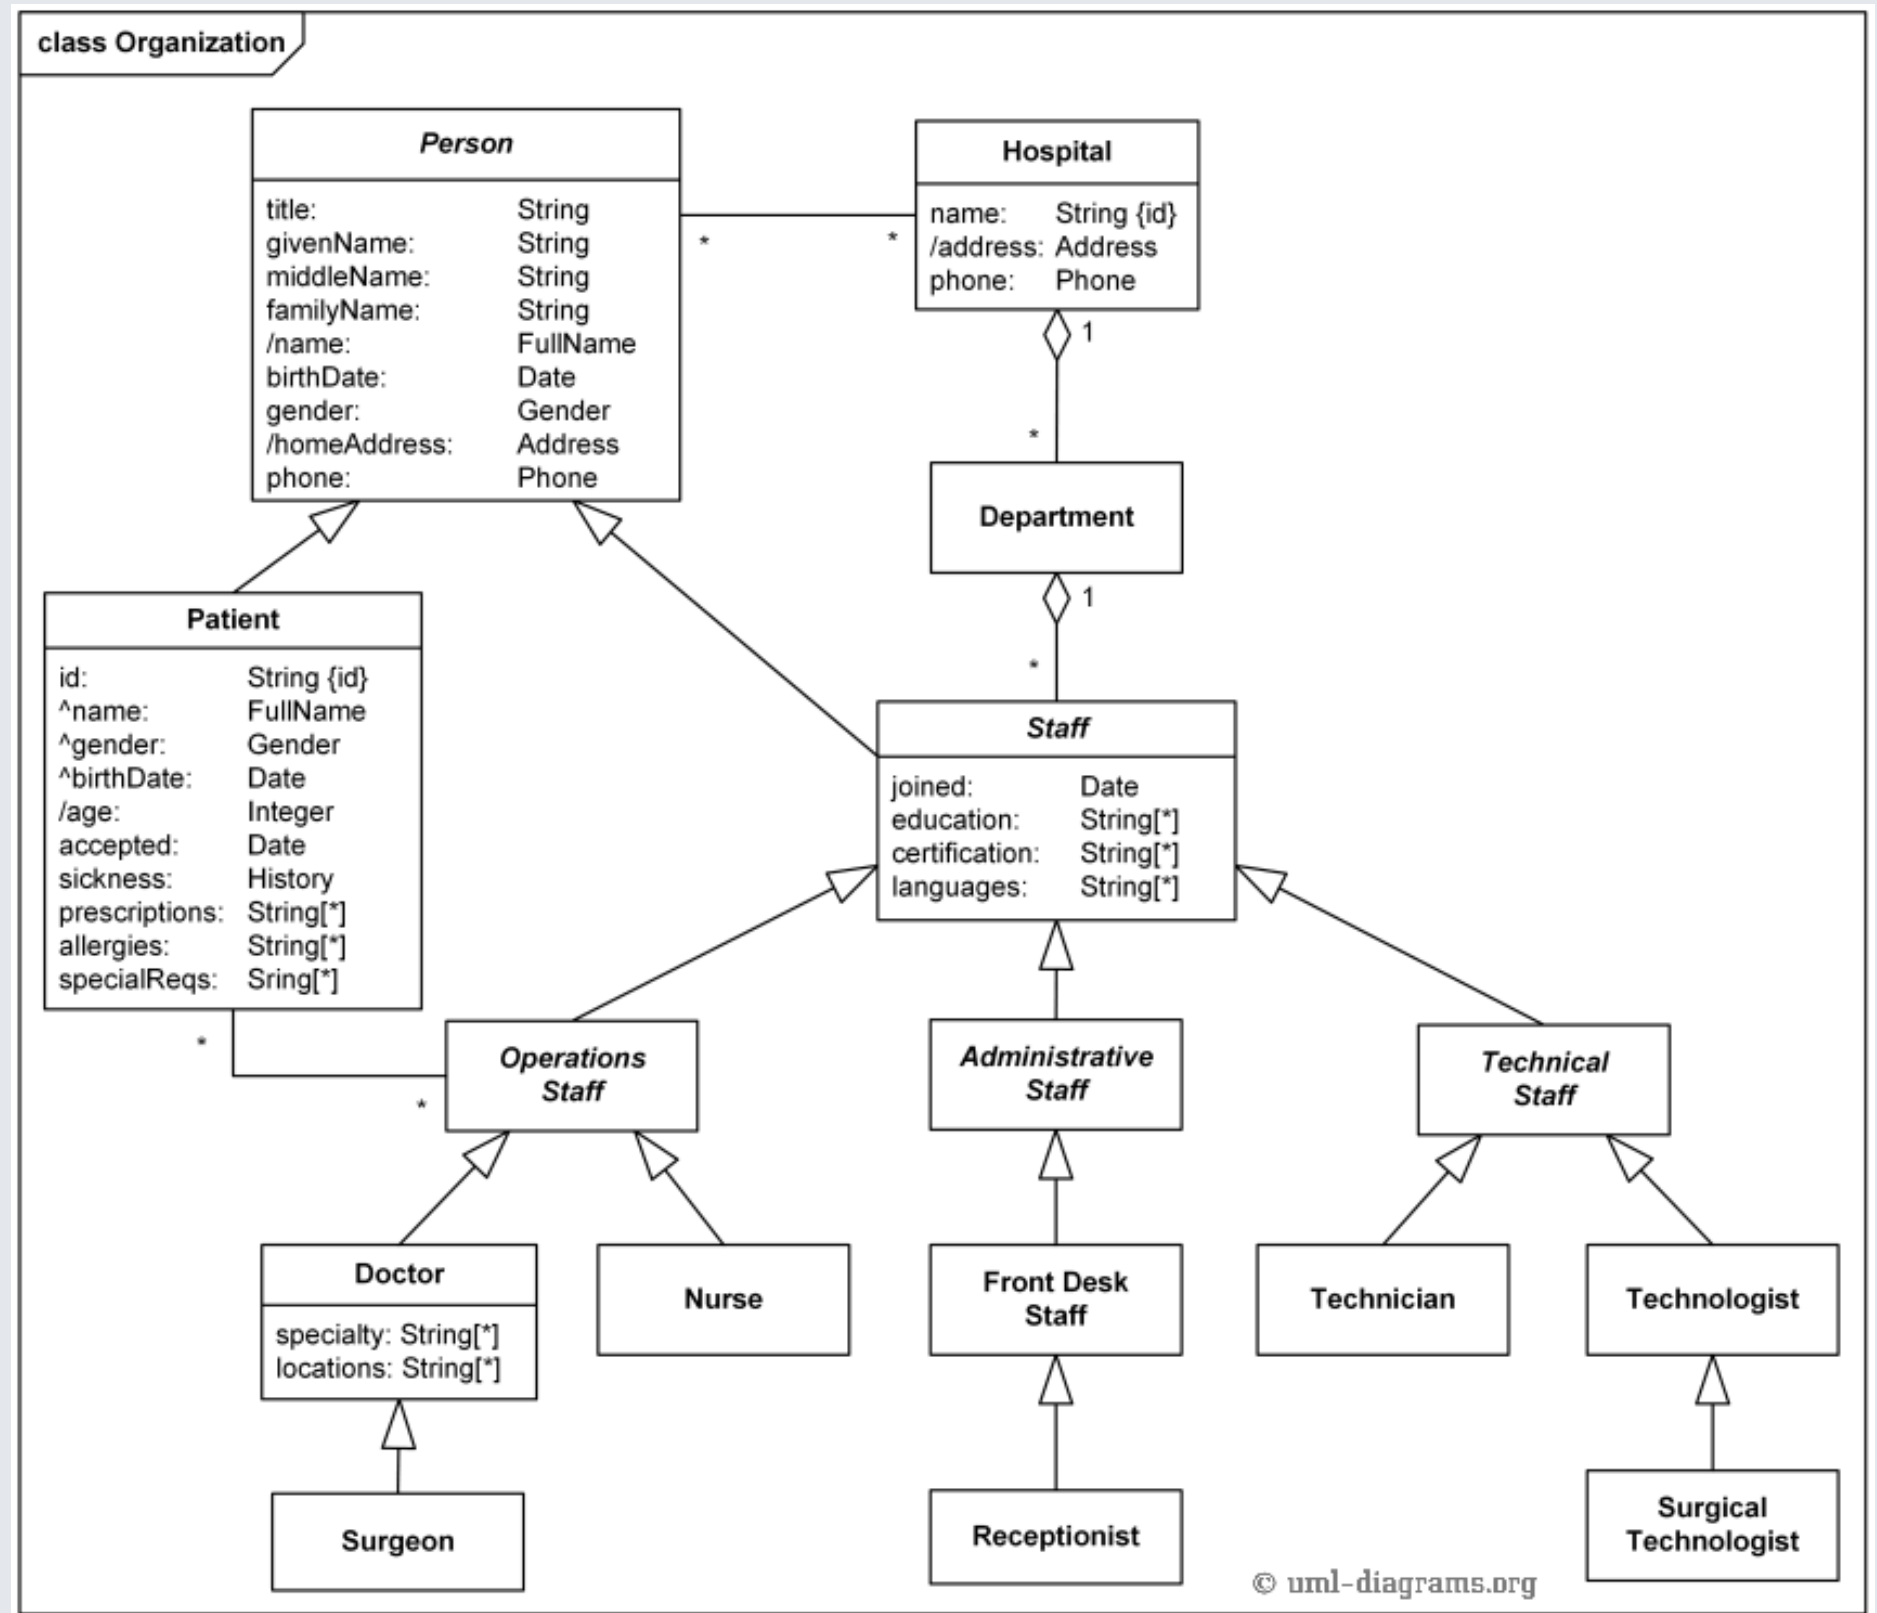 class Organization
Person
title: String
givenName: String
middleName: String
familyName: String
/name: FullName
birthDate: Date
gender: Gender
/homeAddress: Address
phone: Phone
Hospital
name: String {id}
/address: Address
phone: Phone
* *
1
*
Department
1
*
Patient
id: String {id}
^name: FullName
^gender: Gender
^birthDate: Date
/age: Integer
accepted: Date
sickness: History
prescriptions: String[*]
allergies: String[*]
specialReqs: Sring[*]
Staff
joined: Date
education: String[*]
certification: String[*]
languages: String[*]
*
*
Operations
Staff
Administrative
Staff
Technical
Staff
Doctor
specialty: String[*]
locations: String[*]
Nurse
Front Desk
Staff
Technician
Technologist
Surgeon
Receptionist
Surgical
Technologist
© uml-diagrams.org